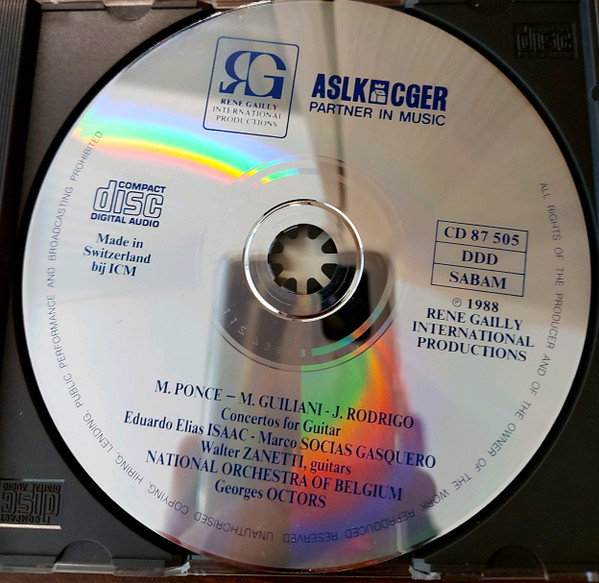 RG
RENE GAILLY
INTERNATIONAL
PRODUCTIONS
ASLK CGER
PARTNER IN MUSIC
COMPACT
disc
DIGITAL AUDIO
Made in
Switzerland
bij ICM
CD 87 505
DDD
SABAM
℗ 1988
RENE GAILLY
INTERNATIONAL
PRODUCTIONS
M. PONCE – M. GUILIANI - J. RODRIGO
Concertos for Guitar
Eduardo Elias ISAAC - Marco SOCIAS GASQUERO
Walter ZANETTI, guitars
NATIONAL ORCHESTRA OF BELGIUM
Georges OCTORS
ALL RIGHTS OF THE PRODUCER AND OF THE OWNER OF THE WORK REPRODUCED RESERVED. UNAUTHORISED COPYING, HIRING, LENDING, PUBLIC PERFORMANCE AND BROADCASTING PROHIBITED